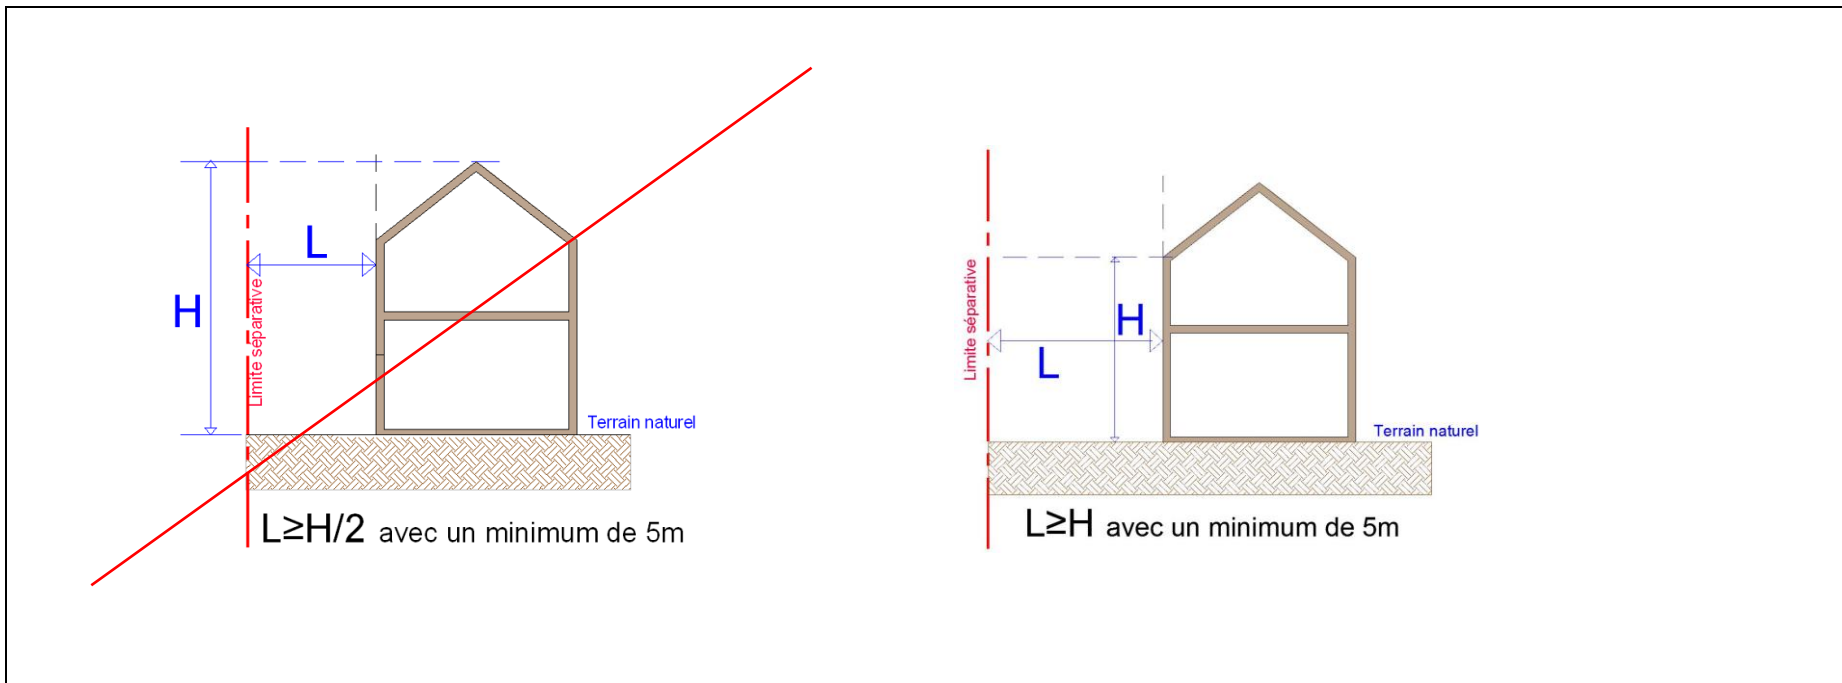 L
H
Limite séparative
Terrain naturel
L≥H/2 avec un minimum de 5m
Limite séparative
H
L
Terrain naturel
L≥H avec un minimum de 5m